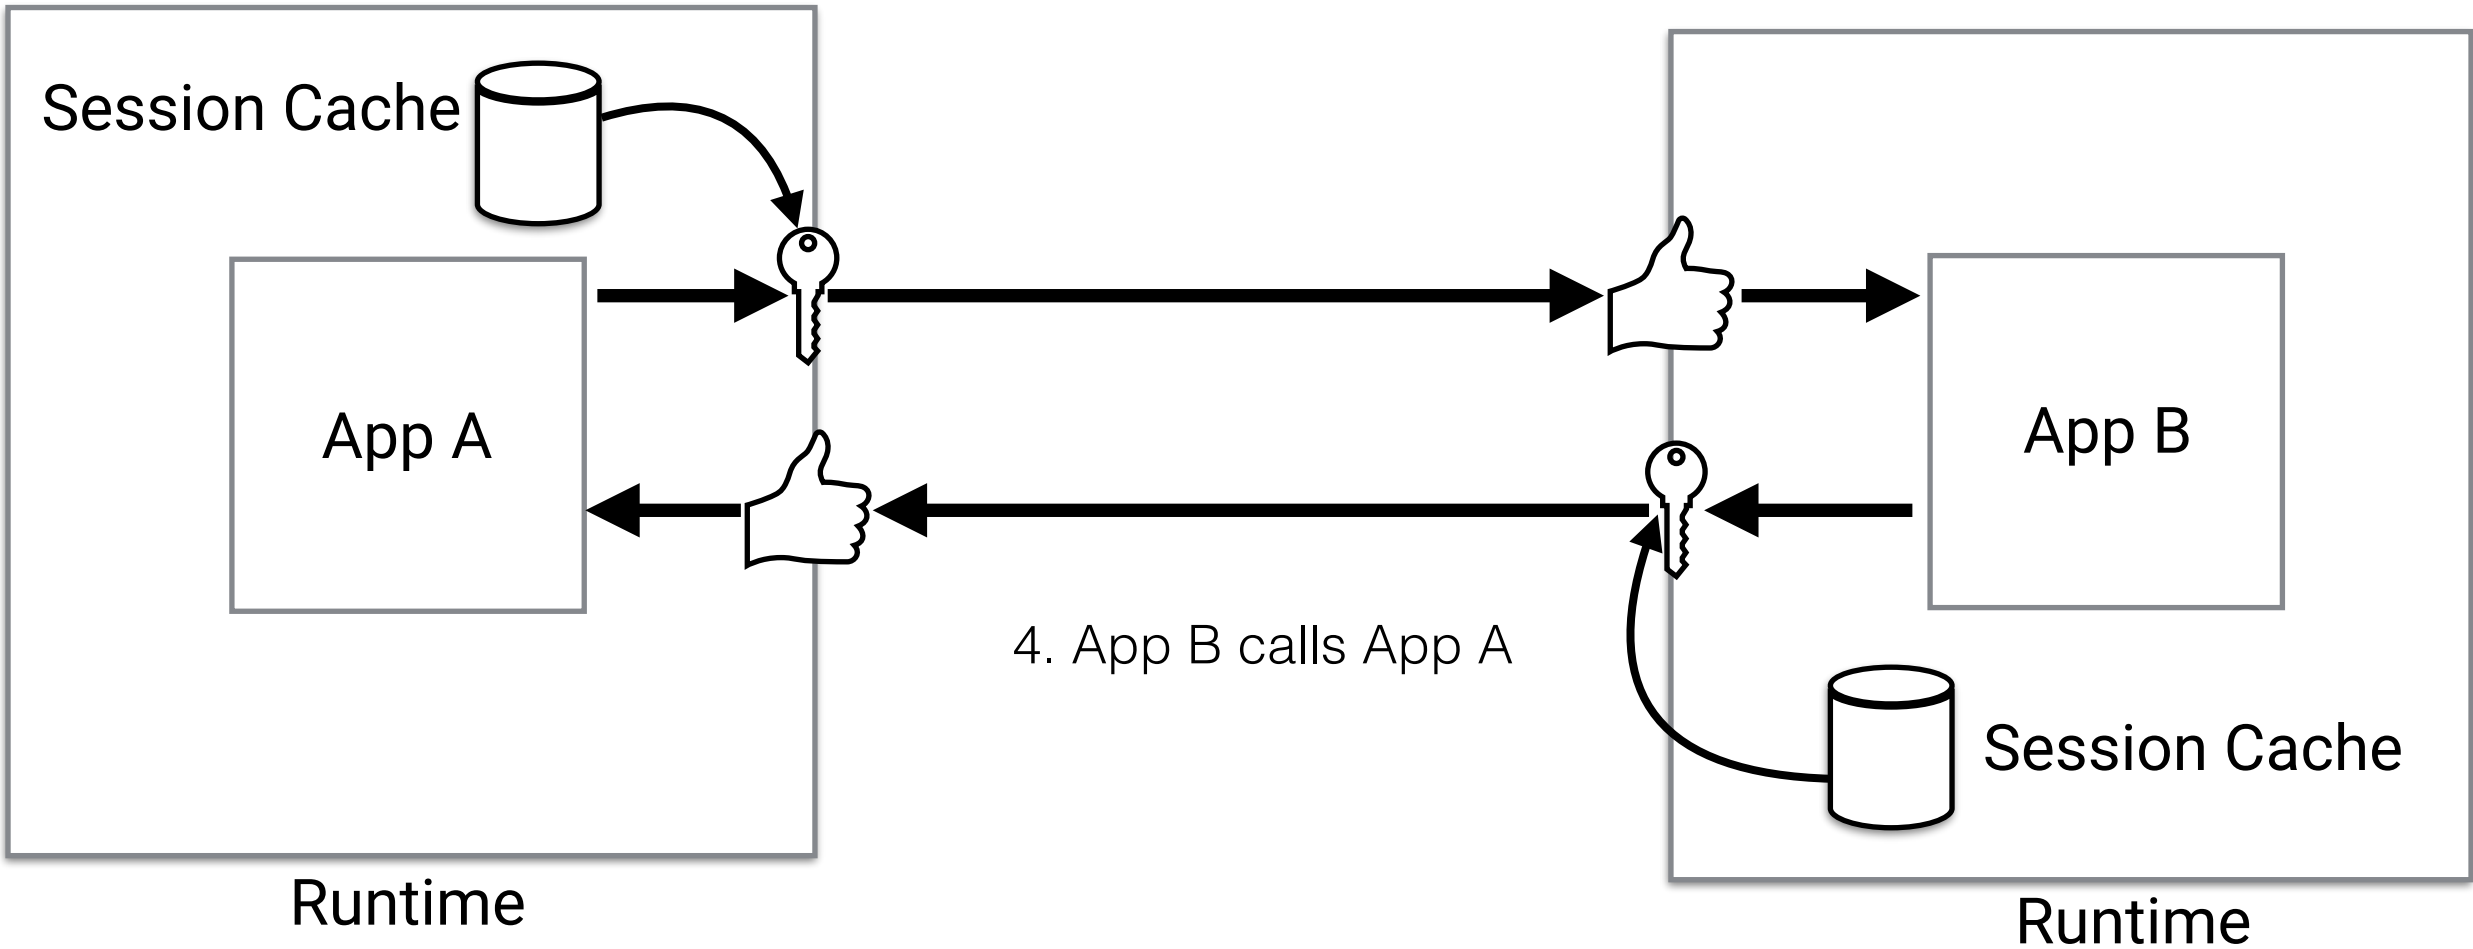 Session Cache
App A
App B
4. App B calls App A
Session Cache
Runtime
Runtime